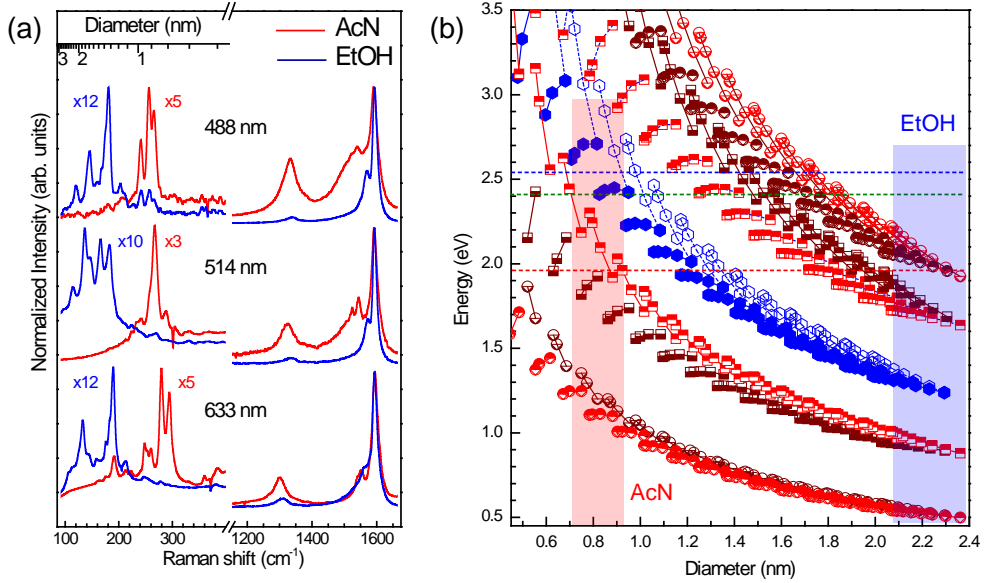 (a)
Diameter (nm)
3 2 1
AcN
EtOH
x12
x5
488 nm
x10
x3
514 nm
x12
x5
633 nm
Normalized Intensity (arb. units)
100 200 300 1200 1400 1600
Raman shift (cm-1)
(b)
3.5
3.0
2.5
2.0
1.5
1.0
0.5
Energy (eV)
EtOH
AcN
0.6 0.8 1.0 1.2 1.4 1.6 1.8 2.0 2.2 2.4
Diameter (nm)